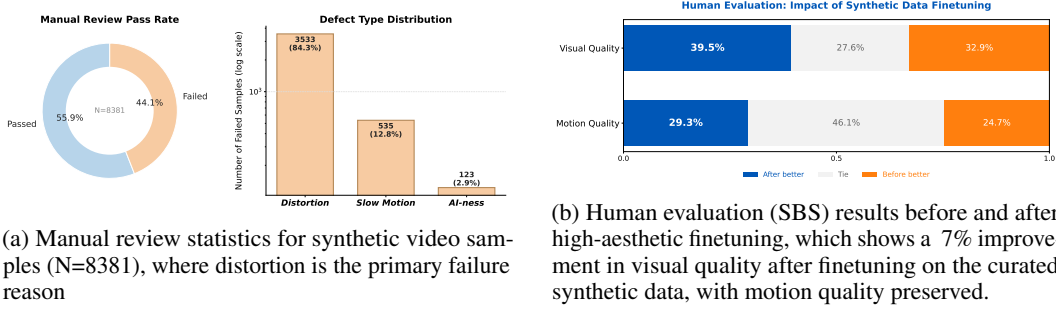 Manual Review Pass Rate
Passed
55.9%
N=8381
44.1%
Failed
Defect Type Distribution
Number of Failed Samples (log scale)
10³
3533
(84.3%)
535
(12.8%)
123
(2.9%)
Distortion
Slow Motion
AI-ness
(a) Manual review statistics for synthetic video sam-
ples (N=8381), where distortion is the primary failure
reason
Human Evaluation: Impact of Synthetic Data Finetuning
Visual Quality
39.5%
27.6%
32.9%
Motion Quality
29.3%
46.1%
24.7%
0.0
0.5
1.0
After better
Tie
Before better
(b) Human evaluation (SBS) results before and after
high-aesthetic finetuning, which shows a 7% improve-
ment in visual quality after finetuning on the curated
synthetic data, with motion quality preserved.